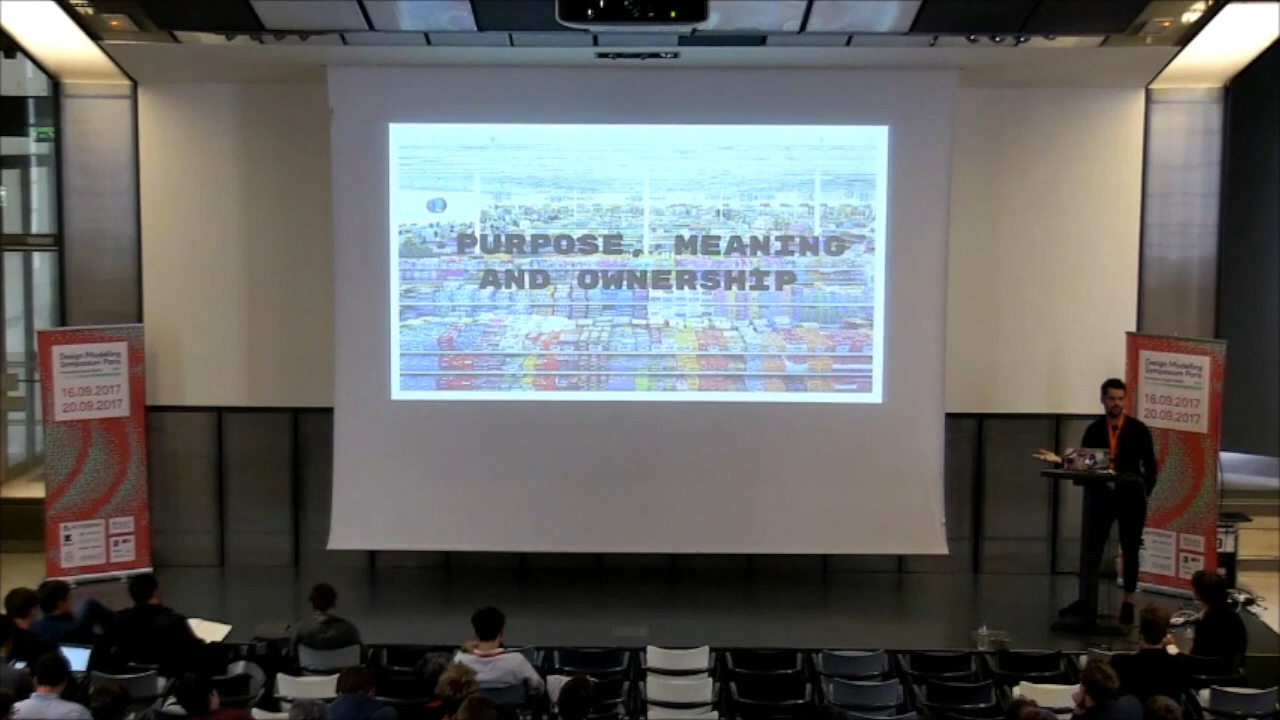 PURPOSE, MEANING
AND OWNERSHIP
Design Modelling
Symposium Paris
16.09.2017
20.09.2017
Design Modelling
Symposium Paris
16.09.2017
20.09.2017